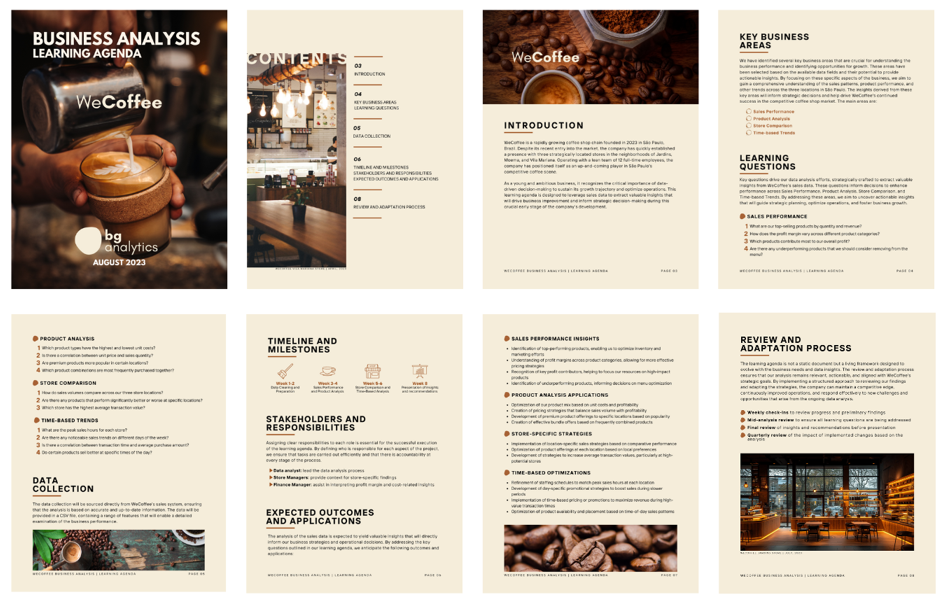 BUSINESS ANALYSIS
LEARNING AGENDA
WeCoffee
bg
analytics
AUGUST 2023
CONTENTS
03
INTRODUCTION
04
KEY BUSINESS AREAS
LEARNING QUESTIONS
05
DATA COLLECTION
06
TIMELINE AND MILESTONES
STAKEHOLDERS AND RESPONSIBILITIES
EXPECTED OUTCOMES AND APPLICATIONS
08
REVIEW AND ADAPTATION PROCESS
WeCoffee
INTRODUCTION
WeCoffee is a rapidly growing coffee shop chain founded in 2023 in São Paulo,
Brazil. Despite its recent entry into the market, the company has quickly established
a presence with three strategically located stores in the neighborhoods of Jardins,
Moema, and Vila Mariana. Operating with a lean team of 12 full-time employees, the
company has positioned itself as an up-and-coming player in São Paulo's
competitive coffee scene.
As a young and ambitious business, it recognizes the critical importance of data-
driven decision-making to sustain its growth trajectory and optimize operations. This
learning agenda is designed to leverage sales data to extract valuable insights that
will drive business improvement and inform strategic decision making during this
crucial early stage of the company's development.
WECOFFEE BUSINESS ANALYSIS | LEARNING AGENDA
PAGE 03
KEY BUSINESS
AREAS
We have identified several key business areas that are crucial for understanding the
business performance and identifying opportunities for growth. These areas have
been selected based on the available data fields and their potential to provide
actionable insights. By focusing on these specific aspects of the business, we aim to
gain a comprehensive understanding of the sales patterns, product performance, and
other trends across the three locations in São Paulo. The insights derived from these
key areas will inform strategic decisions and help drive WeCoffee's continued
success in the competitive coffee shop market. The main areas are:
Sales Performance
Product Analysis
Store Comparison
Time-based Trends
LEARNING
QUESTIONS
Key questions drive our data analysis efforts, strategically crafted to extract valuable
insights from WeCoffee's sales data. These questions inform decisions to enhance
performance across Sales Performance, Product Analysis, Store Comparison, and
Time-based Trends. By addressing these areas, we aim to uncover actionable insights
that will guide strategic planning, optimize operations, and foster business growth.
SALES PERFORMANCE
1 What are our top-selling products by quantity and revenue?
2 How does the profit margin vary across different product categories?
3 Which products contribute most to our overall profit?
4 Are there any underperforming products that we should consider removing from the
menu?
WECOFFEE BUSINESS ANALYSIS | LEARNING AGENDA
PAGE 04
PRODUCT ANALYSIS
1 Which product types have the highest and lowest unit costs?
2 Is there a correlation between unit price and sales quantity?
3 Are premium products more popular in certain locations?
4 Which product combinations are most frequently purchased together?
STORE COMPARISON
1 How do sales volumes compare across our three store locations?
2 Are there any products that perform significantly better or worse at specific locations?
3 Which store has the highest average transaction value?
TIME-BASED TRENDS
1 What are the peak sales hours for each store?
2 Are there any noticeable sales trends on different days of the week?
3 Is there a correlation between transaction time and average purchase amount?
4 Do certain products sell better at specific times of the day?
DATA
COLLECTION
The data collection will be sourced directly from WeCoffee's sales system, ensuring
that the analysis is based on accurate and up-to-date information. The data will be
provided in a CSV file, containing a range of features that will enable a detailed
examination of the business performance.
WECOFFEE BUSINESS ANALYSIS | LEARNING AGENDA
PAGE 05
TIMELINE AND
MILESTONES
Week 1-2
Data Cleaning and
Preparation
Week 3-4
Sales Performance
and Product Analysis
Week 5-6
Store Comparison and
Time-Based Analysis
Week 8
Presentation of Insights
and recommendations
STAKEHOLDERS AND
RESPONSIBILITIES
Assigning clear responsibilities to each role is essential for the successful execution
of the learning agenda. By defining who is responsible for each aspect of the project,
we ensure that tasks are carried out efficiently and that there is accountability at
every stage of the process.
Data analyst: lead the data analysis process
Store Managers: provide context for store-specific findings
Finance Manager: assist in interpreting profit margin and cash related insights
EXPECTED OUTCOMES
AND APPLICATIONS
The analysis of the sales data is expected to yield valuable insights that will directly
inform our business strategies and operational decisions. By addressing the key
questions outlined in our learning agenda, we anticipate the following outcomes and
applications:
WECOFFEE BUSINESS ANALYSIS | LEARNING AGENDA
PAGE 06
SALES PERFORMANCE INSIGHTS
Identification of top-performing products, enabling us to optimize inventory and
marketing efforts
Understanding of profit margins across product categories, allowing for more effective
pricing strategies
Recognition of key profit contributors, helping to focus our resources on high-impact
products
Identification of underperforming products, informing decisions on menu optimization
PRODUCT ANALYSIS APPLICATIONS
Optimization of our product mix based on unit costs and profitability
Creation of pricing strategies that balance sales volume with profitability
Development of premium product offerings to specific locations based on popularity
Creation of effective bundle offers based on frequently combined products
STORE-SPECIFIC STRATEGIES
Implementation of location-specific sales strategies based on comparative performance
Optimization of product offerings at each location based on local preferences
Development of strategies to increase average transaction values, particularly at high-
potential stores
TIME-BASED OPTIMIZATIONS
Refinement of staffing schedules to match peak sales hours at each location
Development of day-specific promotional strategies to boost sales during slower
periods
Implementation of time-based pricing or promotions to maximize revenue during high-
value transaction times
Optimization of product availability and placement based on time-of-day sales patterns
WECOFFEE BUSINESS ANALYSIS | LEARNING AGENDA
PAGE 07
REVIEW AND
ADAPTATION PROCESS
The learning agenda is not a static document but a living framework designed to
evolve with the business needs and data insights. The review and adaptation process
ensures that our analysis remains relevant, actionable, and aligned with WeCoffee's
strategic goals. By implementing a structured approach to reviewing our findings
and adapting the strategies, the company can maintain a competitive edge,
continuously improved operations, and respond effectively to new challenges and
opportunities that arise from the ongoing data analysis.
Weekly check-ins to review progress and preliminary findings
Mid-analysis review to ensure all learning questions are being addressed
Final review of insights and recommendations before presentation
Quarterly review of the impact of implemented changes based on the
analysis
WECOFFEE BUSINESS ANALYSIS | LEARNING AGENDA
PAGE 08